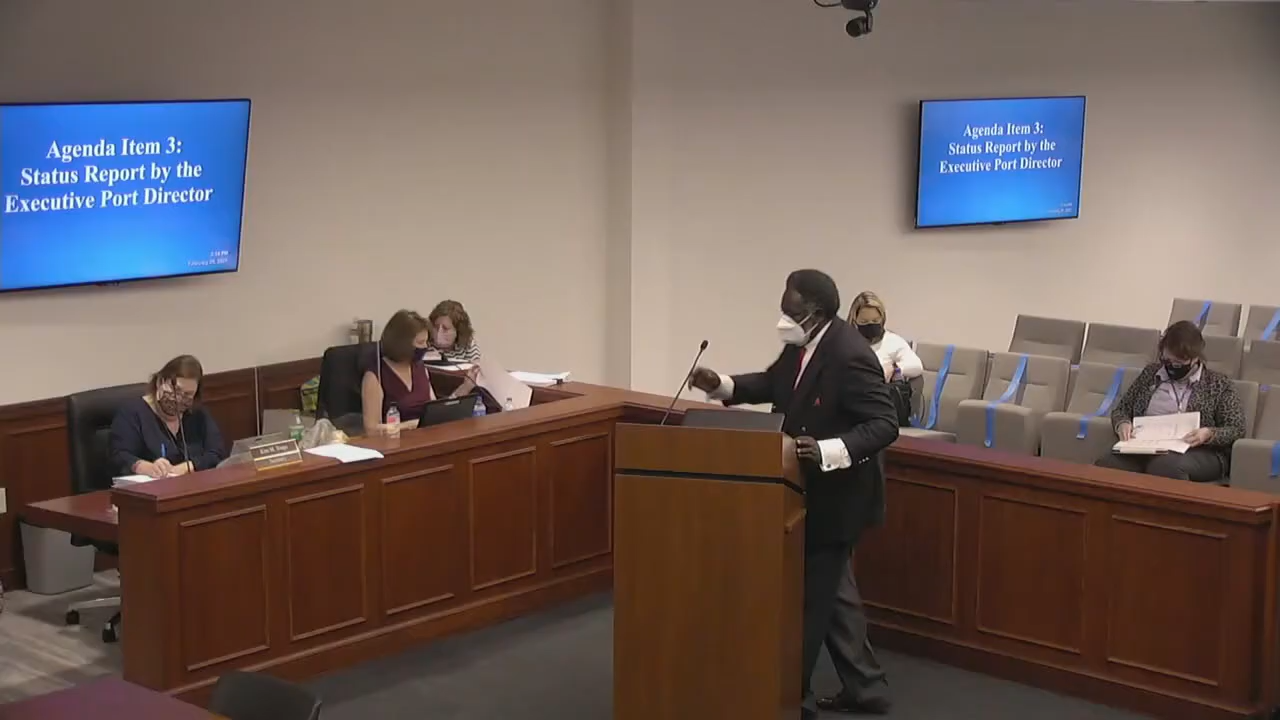 Agenda Item 3:
Status Report by the
Executive Port Director
Agenda Item 3:
Status Report by the
Executive Port Director